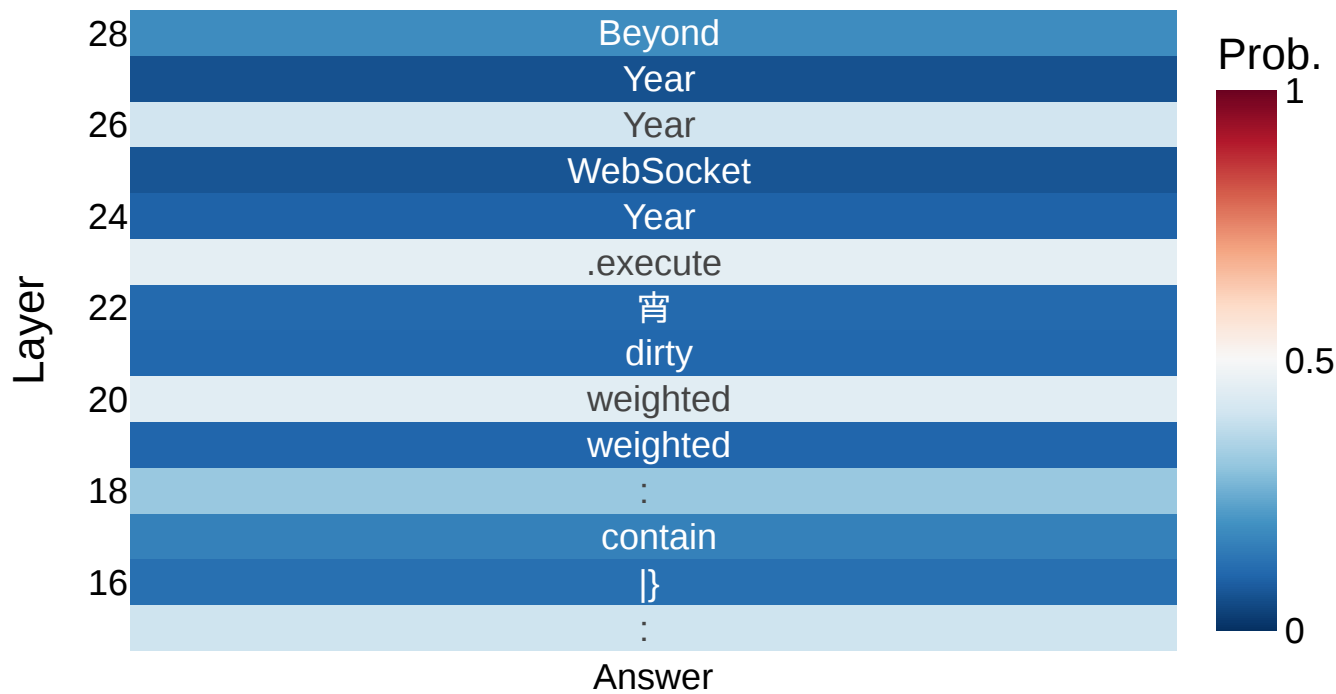 28 Beyond
Year
26 Year
WebSocket
24 Year
.execute
22 宵
dirty
20 weighted
weighted
18 :
contain
16 |}
:
Answer
Layer
Prob.
1
0.5
0